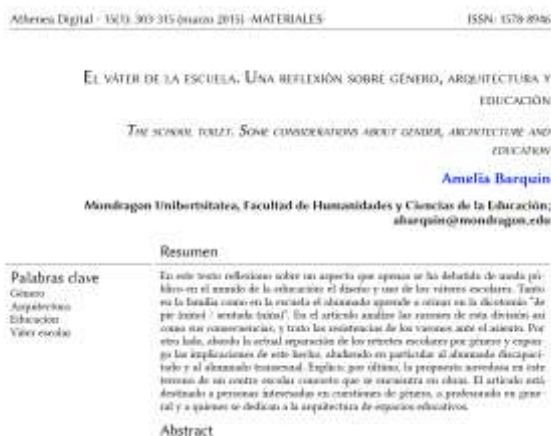 Athenea Digital - 15(1): 303-315 (marzo 2015) -MATERIALES- ISSN: 1578-8946
EL VÁTER DE LA ESCUELA. UNA REFLEXIÓN SOBRE GÉNERO, ARQUITECTURA Y
EDUCACIÓN
THE SCHOOL TOILET. SOME CONSIDERATIONS ABOUT GENDER, ARCHITECTURE AND
EDUCATION
Amelia Barquín
Mondragon Unibertsitatea, Facultad de Humanidades y Ciencias de la Educación;
abarquin@mondragon.edu
Resumen
Palabras clave
Género
Arquitectura
Educación
Váter escolar
En este texto reflexiono sobre un aspecto que apenas se ha debatido de modo pú-
blico en el mundo de la educación: el diseño y uso de los váteres escolares. Tanto
en la familia como en la escuela el alumnado aprende a orinar en la dicotomía "de
pie (niños) / sentada (niñas)". En el artículo analizo las razones de esta división así
como sus consecuencias, y trato las resistencias de los varones ante el asiento. Por
otro lado, abordo la actual separación de los retretes escolares por género y expon-
go las implicaciones de este hecho, aludiendo en particular al alumnado discapaci-
tado y al alumnado transexual. Explico, por último, la propuesta novedosa en este
terreno de un centro escolar concreto que se encuentra en obras. El artículo está
destinado a personas interesadas en cuestiones de género, a profesorado en gene-
ral y a quienes se dedican a la arquitectura de espacios educativos.
Abstract